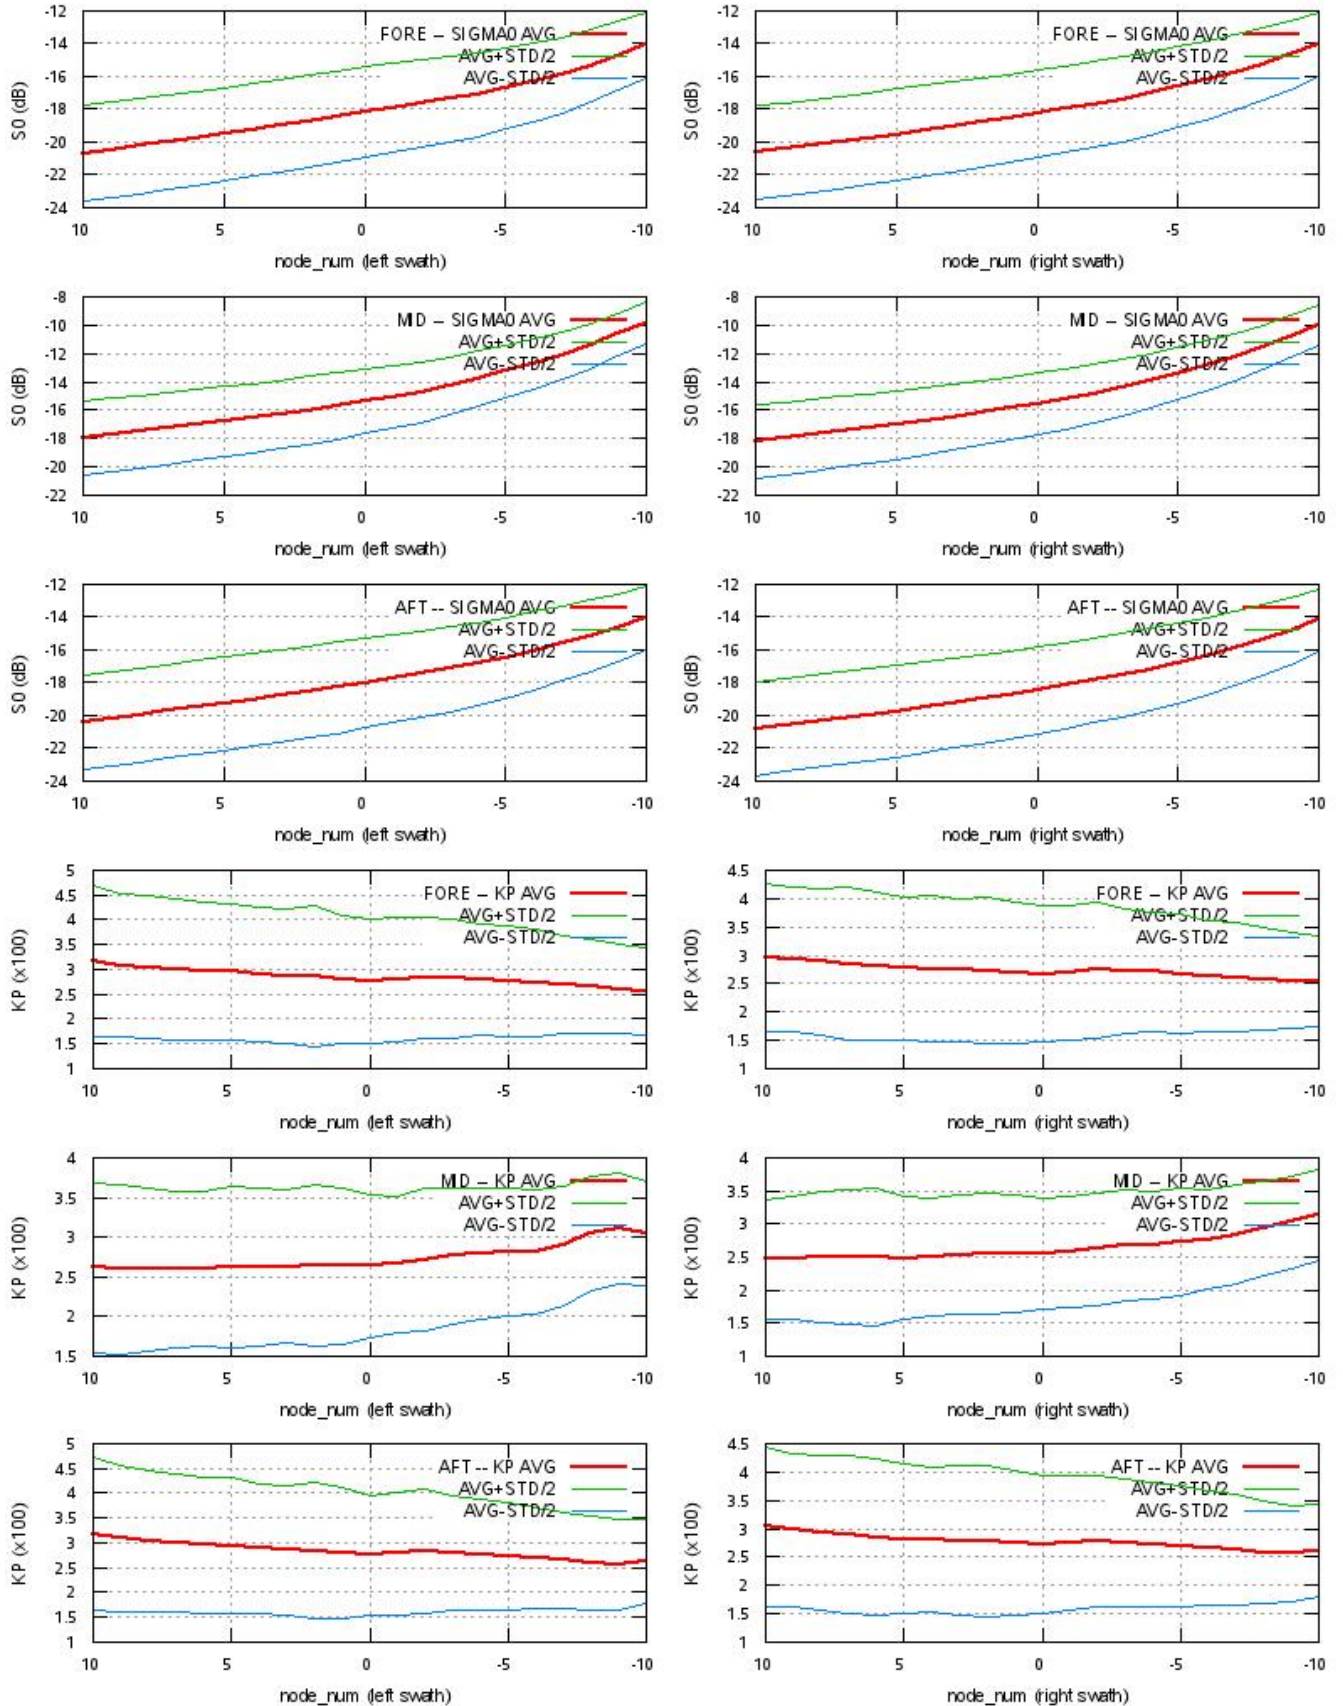 -12
-14
-16
-18
-20
-22
-24
S0 (dB)
FORE – SIGMA0 AVG
AVG+STD/2
AVG-STD/2
10 5 0 -5 -10
node_num (left swath)
-12
-14
-16
-18
-20
-22
-24
S0 (dB)
FORE – SIGMA0 AVG
AVG+STD/2
AVG-STD/2
10 5 0 -5 -10
node_num (right swath)
-8
-10
-12
-14
-16
-18
-20
-22
S0 (dB)
MID – SIGMA0 AVG
AVG+STD/2
AVG-STD/2
10 5 0 -5 -10
node_num (left swath)
-8
-10
-12
-14
-16
-18
-20
-22
S0 (dB)
MID – SIGMA0 AVG
AVG+STD/2
AVG-STD/2
10 5 0 -5 -10
node_num (right swath)
-12
-14
-16
-18
-20
-22
-24
S0 (dB)
AFT -- SIGMA0 AVG
AVG+STD/2
AVG-STD/2
10 5 0 -5 -10
node_num (left swath)
-12
-14
-16
-18
-20
-22
-24
S0 (dB)
AFT -- SIGMA0 AVG
AVG+STD/2
AVG-STD/2
10 5 0 -5 -10
node_num (right swath)
5
4.5
4
3.5
3
2.5
2
1.5
1
KP (x100)
FORE – KP AVG
AVG+STD/2
AVG-STD/2
10 5 0 -5 -10
node_num (left swath)
4.5
4
3.5
3
2.5
2
1.5
1
KP (x100)
FORE – KP AVG
AVG+STD/2
AVG-STD/2
10 5 0 -5 -10
node_num (right swath)
4
3.5
3
2.5
2
1.5
KP (x100)
MID – KP AVG
AVG+STD/2
AVG-STD/2
10 5 0 -5 -10
node_num (left swath)
4
3.5
3
2.5
2
1.5
1
KP (x100)
MID – KP AVG
AVG+STD/2
AVG-STD/2
10 5 0 -5 -10
node_num (right swath)
5
4.5
4
3.5
3
2.5
2
1.5
1
KP (x100)
AFT -- KP AVG
AVG+STD/2
AVG-STD/2
10 5 0 -5 -10
node_num (left swath)
4.5
4
3.5
3
2.5
2
1.5
1
KP (x100)
AFT -- KP AVG
AVG+STD/2
AVG-STD/2
10 5 0 -5 -10
node_num (right swath)